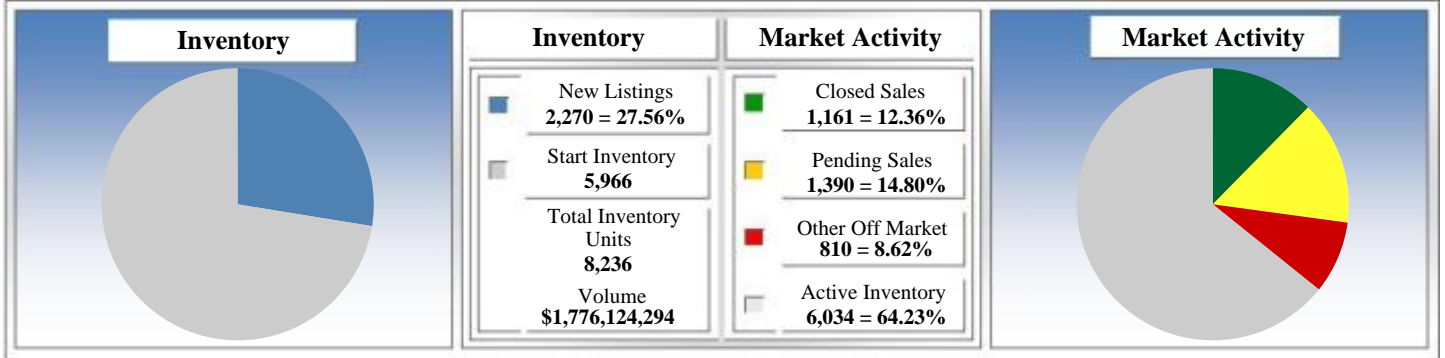 Inventory
Inventory
Market Activity
New Listings
2,270 = 27.56%
Start Inventory
5,966
Total Inventory
Units
8,236
Volume
$1,776,124,294
Closed Sales
1,161 = 12.36%
Pending Sales
1,390 = 14.80%
Other Off Market
810 = 8.62%
Active Inventory
6,034 = 64.23%
Market Activity